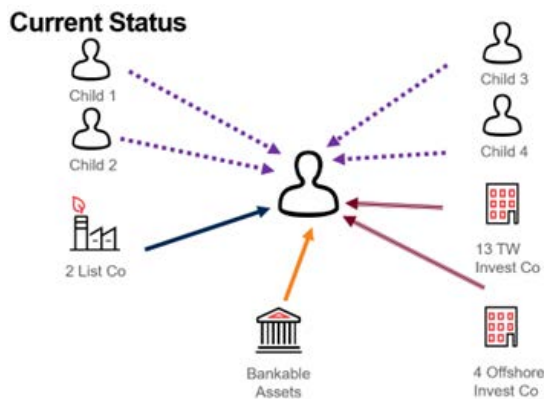 Current Status
Child 1
Child 2
2 List Co
Bankable
Assets
Child 3
Child 4
13 TW
Invest Co
4 Offshore
Invest Co